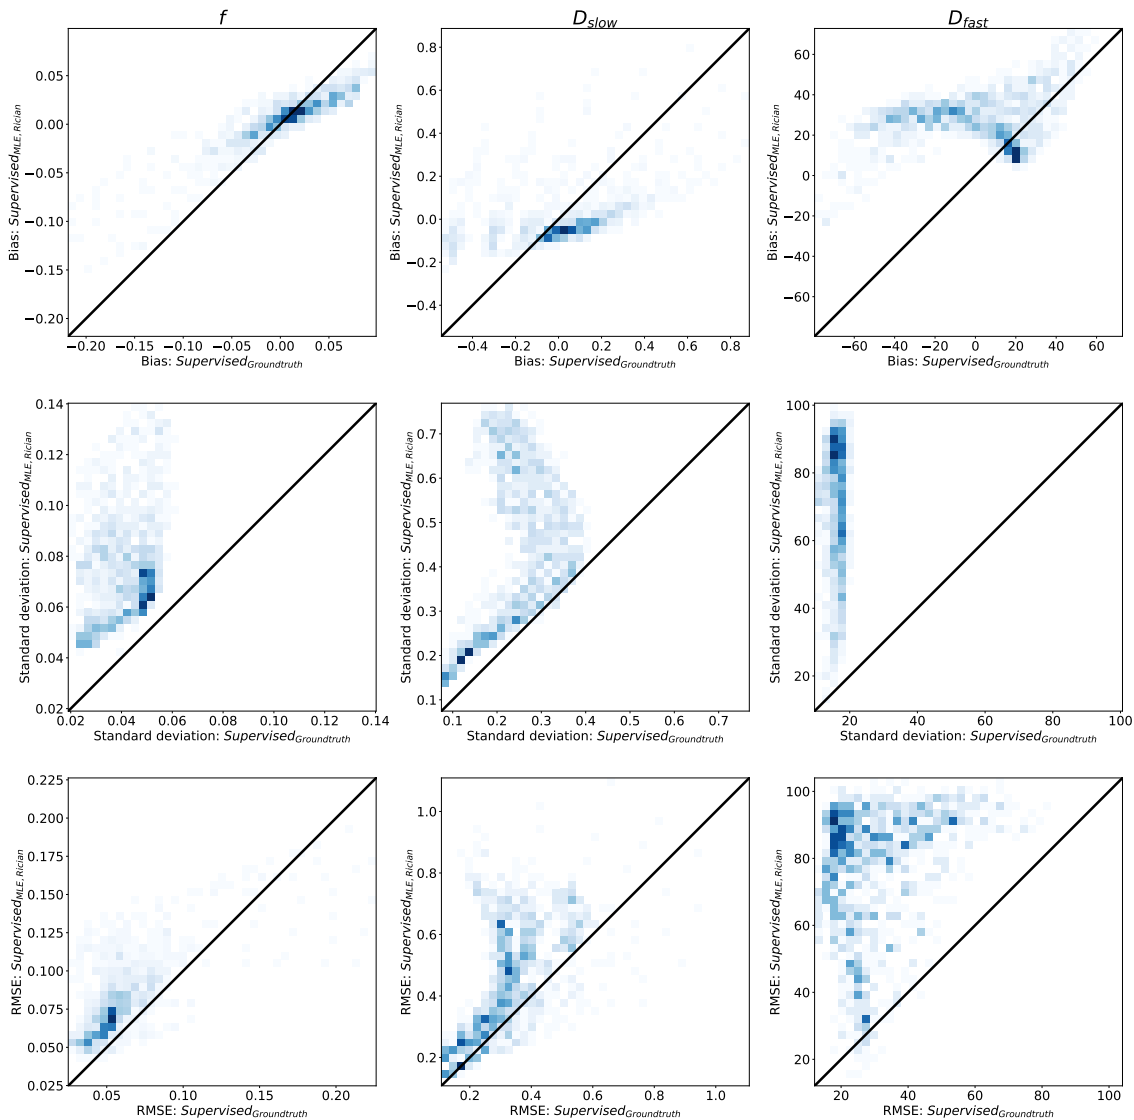 f
D_slow
D_fast
Bias: Supervised_MLE, Rician
0.05
0.00
−0.05
−0.10
−0.15
−0.20
−0.20 −0.15 −0.10 −0.05 0.00 0.05
Bias: Supervised_Groundtruth
Bias: Supervised_MLE, Rician
0.8
0.6
0.4
0.2
0.0
−0.2
−0.4
−0.4 −0.2 0.0 0.2 0.4 0.6 0.8
Bias: Supervised_Groundtruth
Bias: Supervised_MLE, Rician
60
40
20
0
−20
−40
−60
−60 −40 −20 0 20 40 60
Bias: Supervised_Groundtruth
Standard deviation: Supervised_MLE, Rician
0.14
0.12
0.10
0.08
0.06
0.04
0.02
0.02 0.04 0.06 0.08 0.10 0.12 0.14
Standard deviation: Supervised_Groundtruth
Standard deviation: Supervised_MLE, Rician
0.7
0.6
0.5
0.4
0.3
0.2
0.1
0.1 0.2 0.3 0.4 0.5 0.6 0.7
Standard deviation: Supervised_Groundtruth
Standard deviation: Supervised_MLE, Rician
100
80
60
40
20
20 40 60 80 100
Standard deviation: Supervised_Groundtruth
RMSE: Supervised_MLE, Rician
0.225
0.200
0.175
0.150
0.125
0.100
0.075
0.050
0.025
0.05 0.10 0.15 0.20
RMSE: Supervised_Groundtruth
RMSE: Supervised_MLE, Rician
1.0
0.8
0.6
0.4
0.2
0.2 0.4 0.6 0.8 1.0
RMSE: Supervised_Groundtruth
RMSE: Supervised_MLE, Rician
100
80
60
40
20
20 40 60 80 100
RMSE: Supervised_Groundtruth